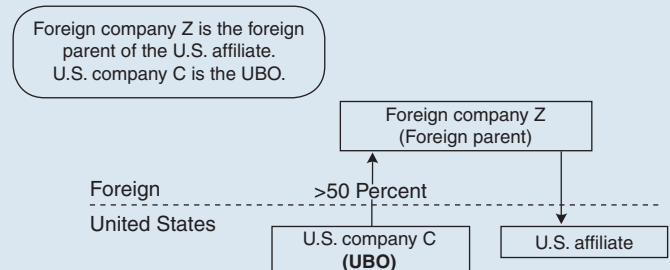 Foreign company Z is the foreign
parent of the U.S. affiliate.
U.S. company C is the UBO.
Foreign company Z
(Foreign parent)
Foreign
>50 Percent
United States
U.S. company C
(UBO)
U.S. affiliate